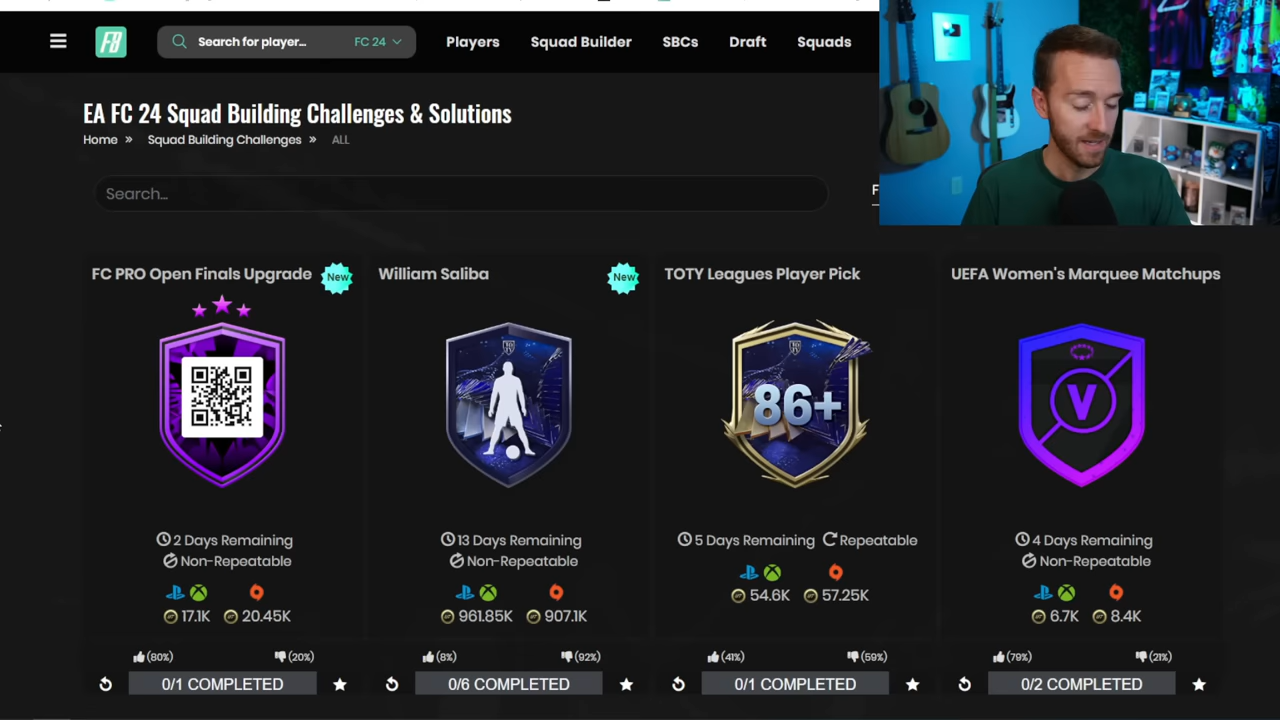 FB
Search for player...
FC 24
Players
Squad Builder
SBCs
Draft
Squads
EA FC 24 Squad Building Challenges & Solutions
Home » Squad Building Challenges » ALL
Search...
F
FC PRO Open Finals Upgrade
New
2 Days Remaining
Non-Repeatable
17.1K 20.45K
(80%) (20%)
0/1 COMPLETED
William Saliba
New
13 Days Remaining
Non-Repeatable
961.85K 907.1K
(8%) (92%)
0/6 COMPLETED
TOTY Leagues Player Pick
86+
5 Days Remaining Repeatable
54.6K 57.25K
(41%) (59%)
0/1 COMPLETED
UEFA Women's Marquee Matchups
V
4 Days Remaining
Non-Repeatable
6.7K 8.4K
(79%) (21%)
0/2 COMPLETED